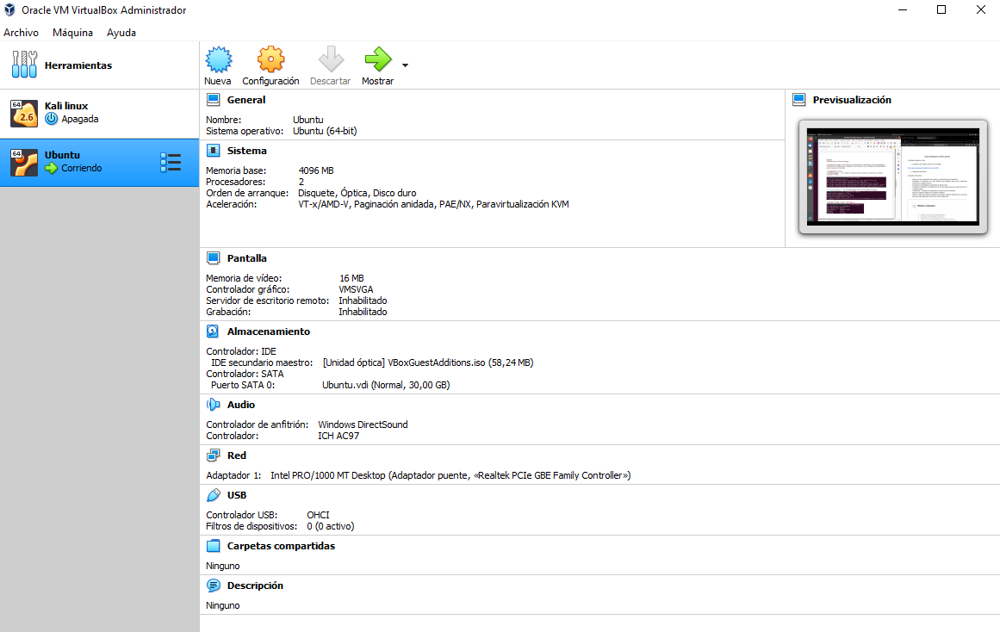 Oracle VM VirtualBox Administrador
Archivo Máquina Ayuda
Herramientas
Nueva Configuración Descartar Mostrar
64 2.6 Kali linux
Apagada
64 Ubuntu
Corriendo
General
Nombre: Ubuntu
Sistema operativo: Ubuntu (64-bit)
Previsualización
Sistema
Memoria base: 4096 MB
Procesadores: 2
Orden de arranque: Disquete, Óptica, Disco duro
Aceleración: VT-x/AMD-V, Paginación anidada, PAE/NX, Paravirtualización KVM
Pantalla
Memoria de vídeo: 16 MB
Controlador gráfico: VMSVGA
Servidor de escritorio remoto: Inhabilitado
Grabación: Inhabilitado
Almacenamiento
Controlador: IDE
IDE secundario maestro: [Unidad óptica] VBoxGuestAdditions.iso (58,24 MB)
Controlador: SATA
Puerto SATA 0: Ubuntu.vdi (Normal, 30,00 GB)
Audio
Controlador de anfitrión: Windows DirectSound
Controlador: ICH AC97
Red
Adaptador 1: Intel PRO/1000 MT Desktop (Adaptador puente, «Realtek PCIe GBE Family Controller»)
USB
Controlador USB: OHCI
Filtros de dispositivos: 0 (0 activo)
Carpetas compartidas
Ninguno
Descripción
Ninguno